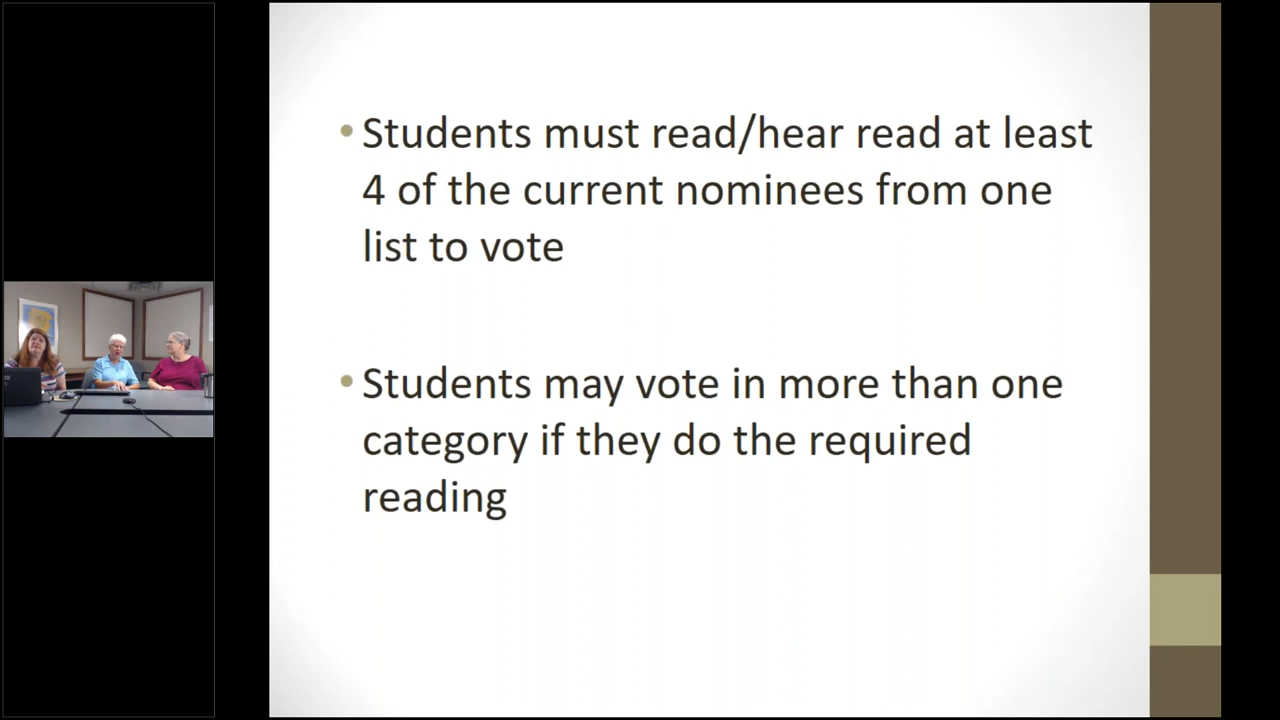 • Students must read/hear read at least
4 of the current nominees from one
list to vote
• Students may vote in more than one
category if they do the required
reading